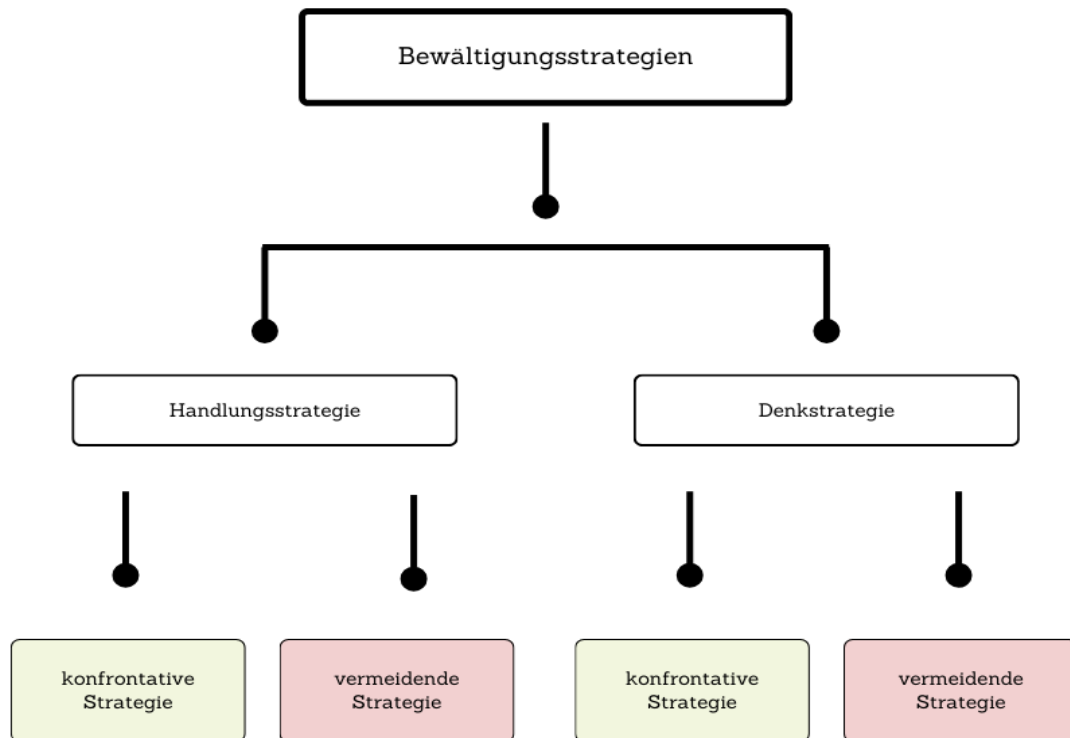 Bewältigungsstrategien
Handlungsstrategie
Denkstrategie
konfrontative
Strategie
vermeidende
Strategie
konfrontative
Strategie
vermeidende
Strategie